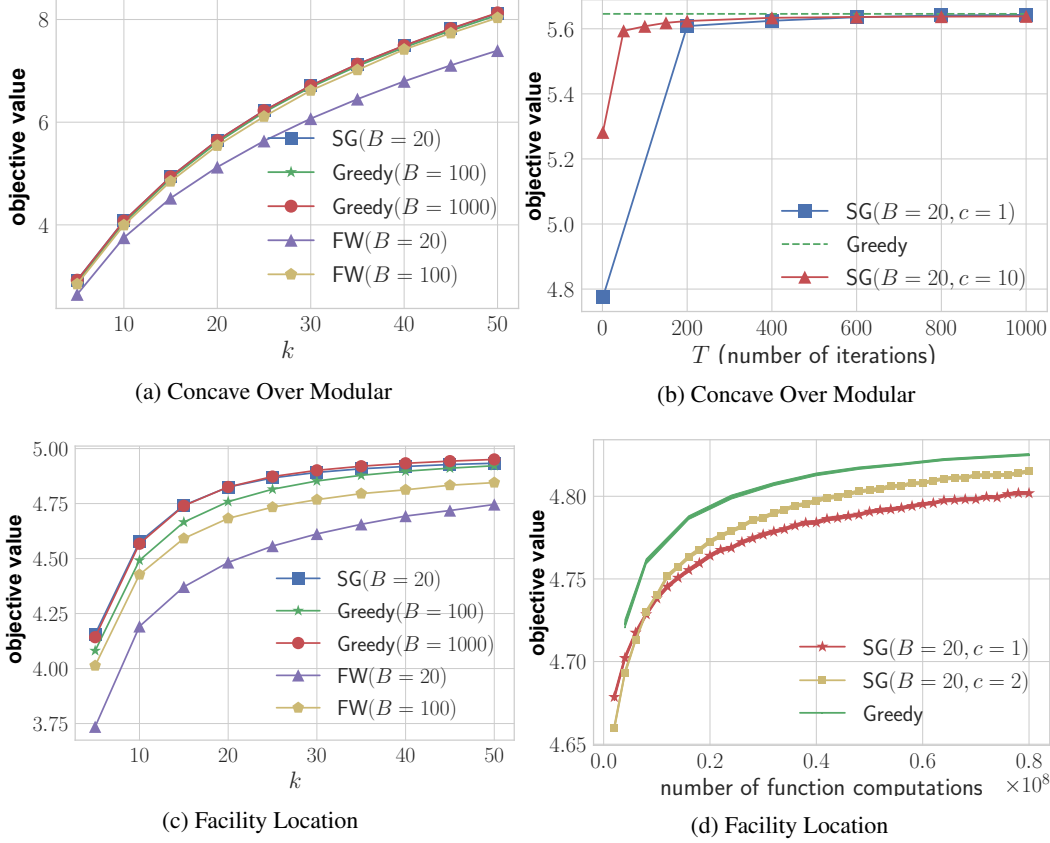 objective value
8
6
4
10
20
30
40
50
k
SG(B = 20)
Greedy(B = 100)
Greedy(B = 1000)
FW(B = 20)
FW(B = 100)
(a) Concave Over Modular
objective value
5.6
5.4
5.2
5.0
4.8
0
200
400
600
800
1000
T (number of iterations)
SG(B = 20, c = 1)
Greedy
SG(B = 20, c = 10)
(b) Concave Over Modular
objective value
5.00
4.75
4.50
4.25
4.00
3.75
10
20
30
40
50
k
SG(B = 20)
Greedy(B = 100)
Greedy(B = 1000)
FW(B = 20)
FW(B = 100)
(c) Facility Location
objective value
4.80
4.75
4.70
4.65
0.0
0.2
0.4
0.6
0.8
×10⁸
number of function computations
SG(B = 20, c = 1)
SG(B = 20, c = 2)
Greedy
(d) Facility Location